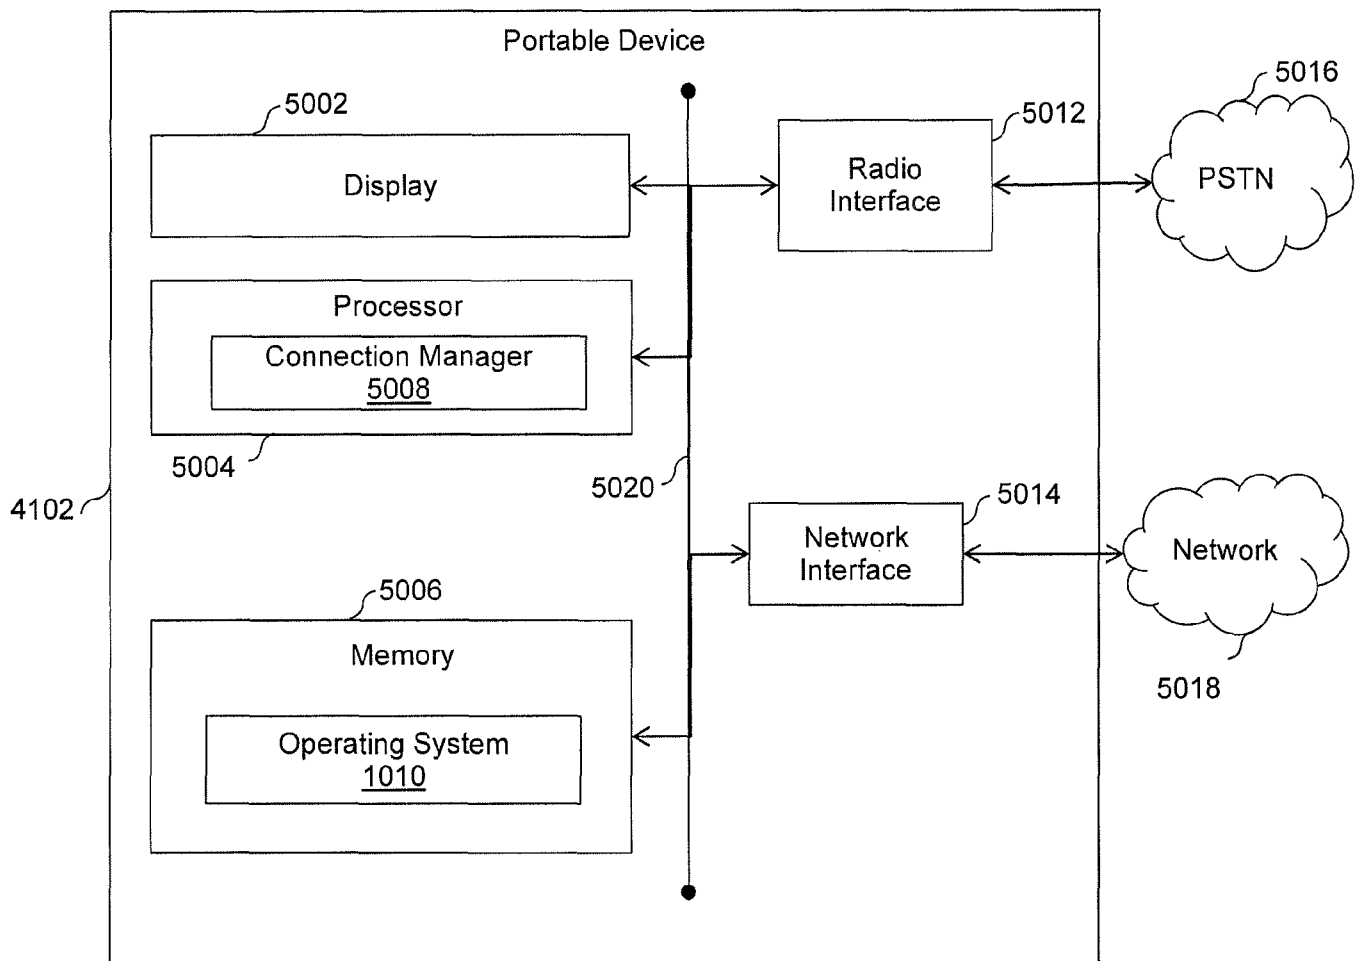 Portable Device
5002
Display
5012
Radio
Interface
5016
PSTN
Processor
Connection Manager
5008
5004
4102
5020
5014
Network
Interface
Network
5018
5006
Memory
Operating System
1010